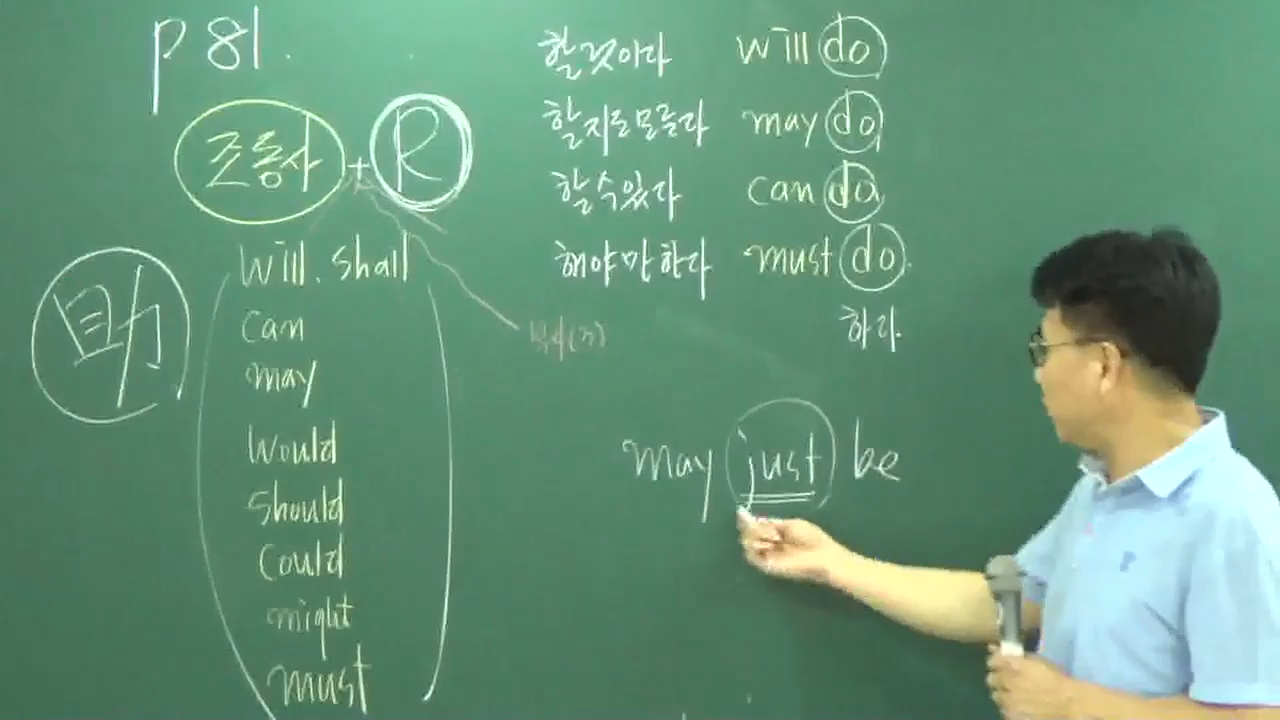 p 81.
조동사 + R
助
will. shall
can
may
would
should
could
might
must
할 것이다 will do
할지도 모른다 may do
할 수 있다 can do
해야만 한다 must do.
하라.
may just be
P